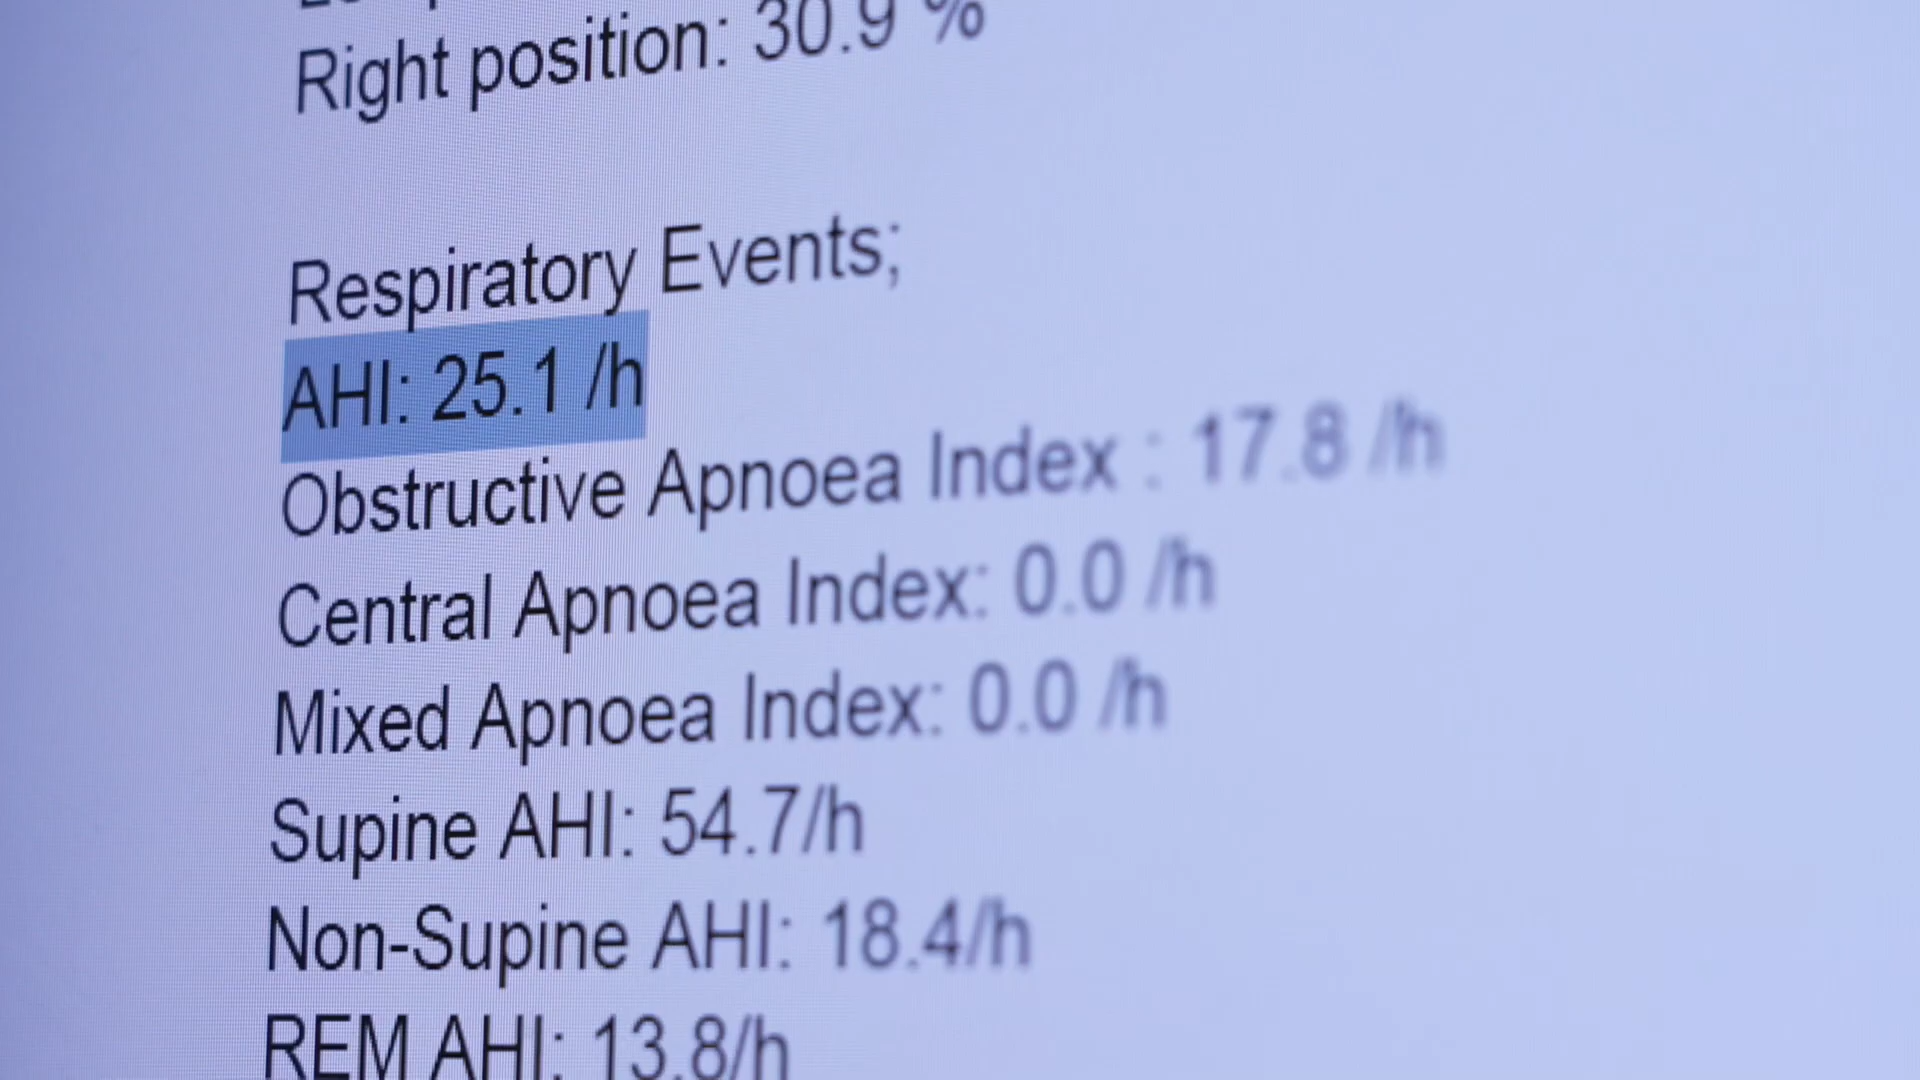 Right position: 30.9 %
Respiratory Events;
AHI: 25.1 /h
Obstructive Apnoea Index : 17.8 /h
Central Apnoea Index: 0.0 /h
Mixed Apnoea Index: 0.0 /h
Supine AHI: 54.7/h
Non-Supine AHI: 18.4/h
REM AHI: 13.8/h